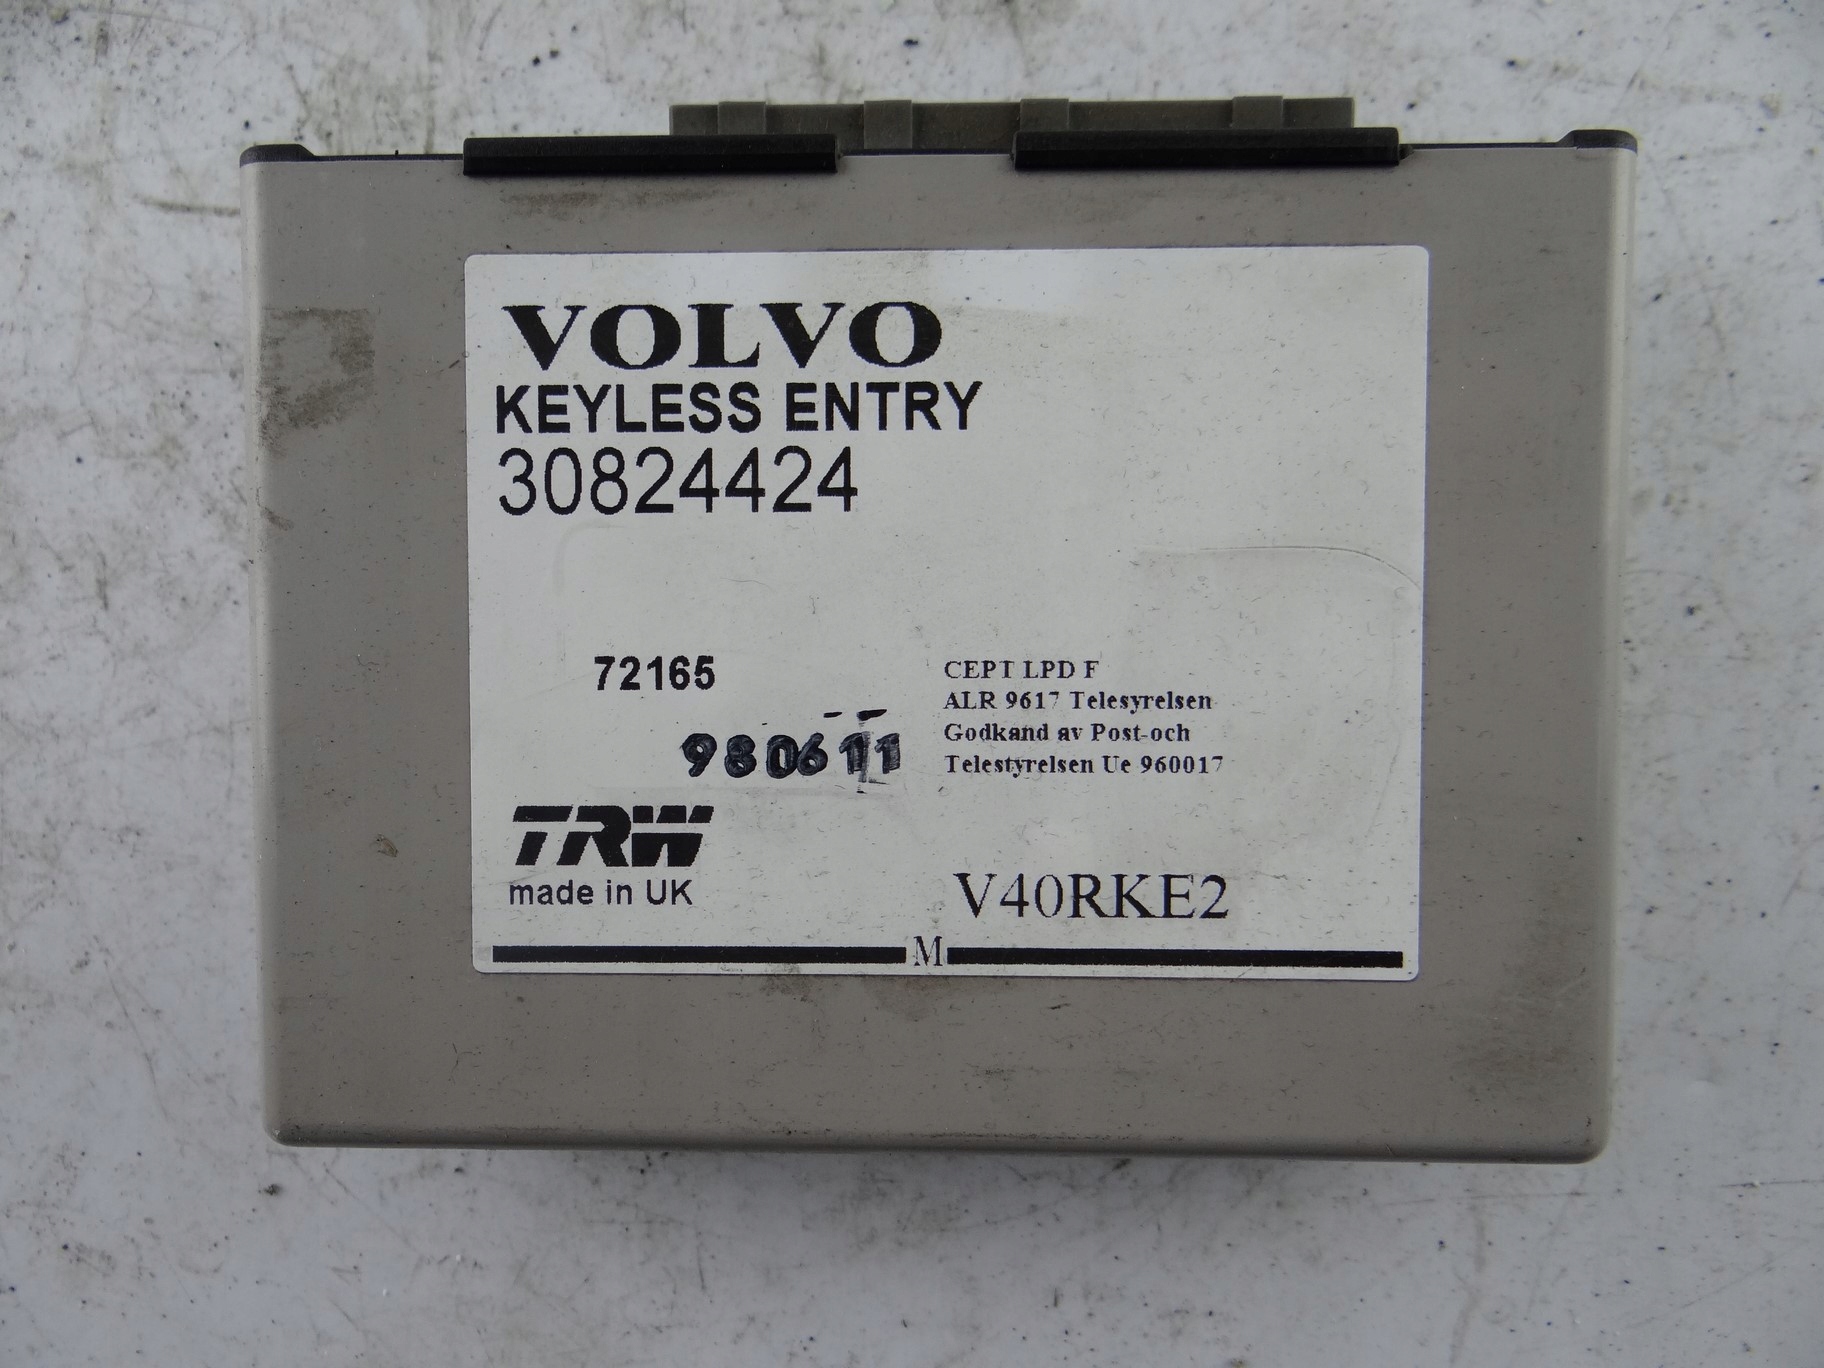 VOLVO
KEYLESS ENTRY
30824424
72165
980611
CEPT LPD F
ALR 9617 Telesyrelsen
Godkand av Post-och
Telestyrelsen Ue 960017
TRW
made in UK
V40RKE2
M